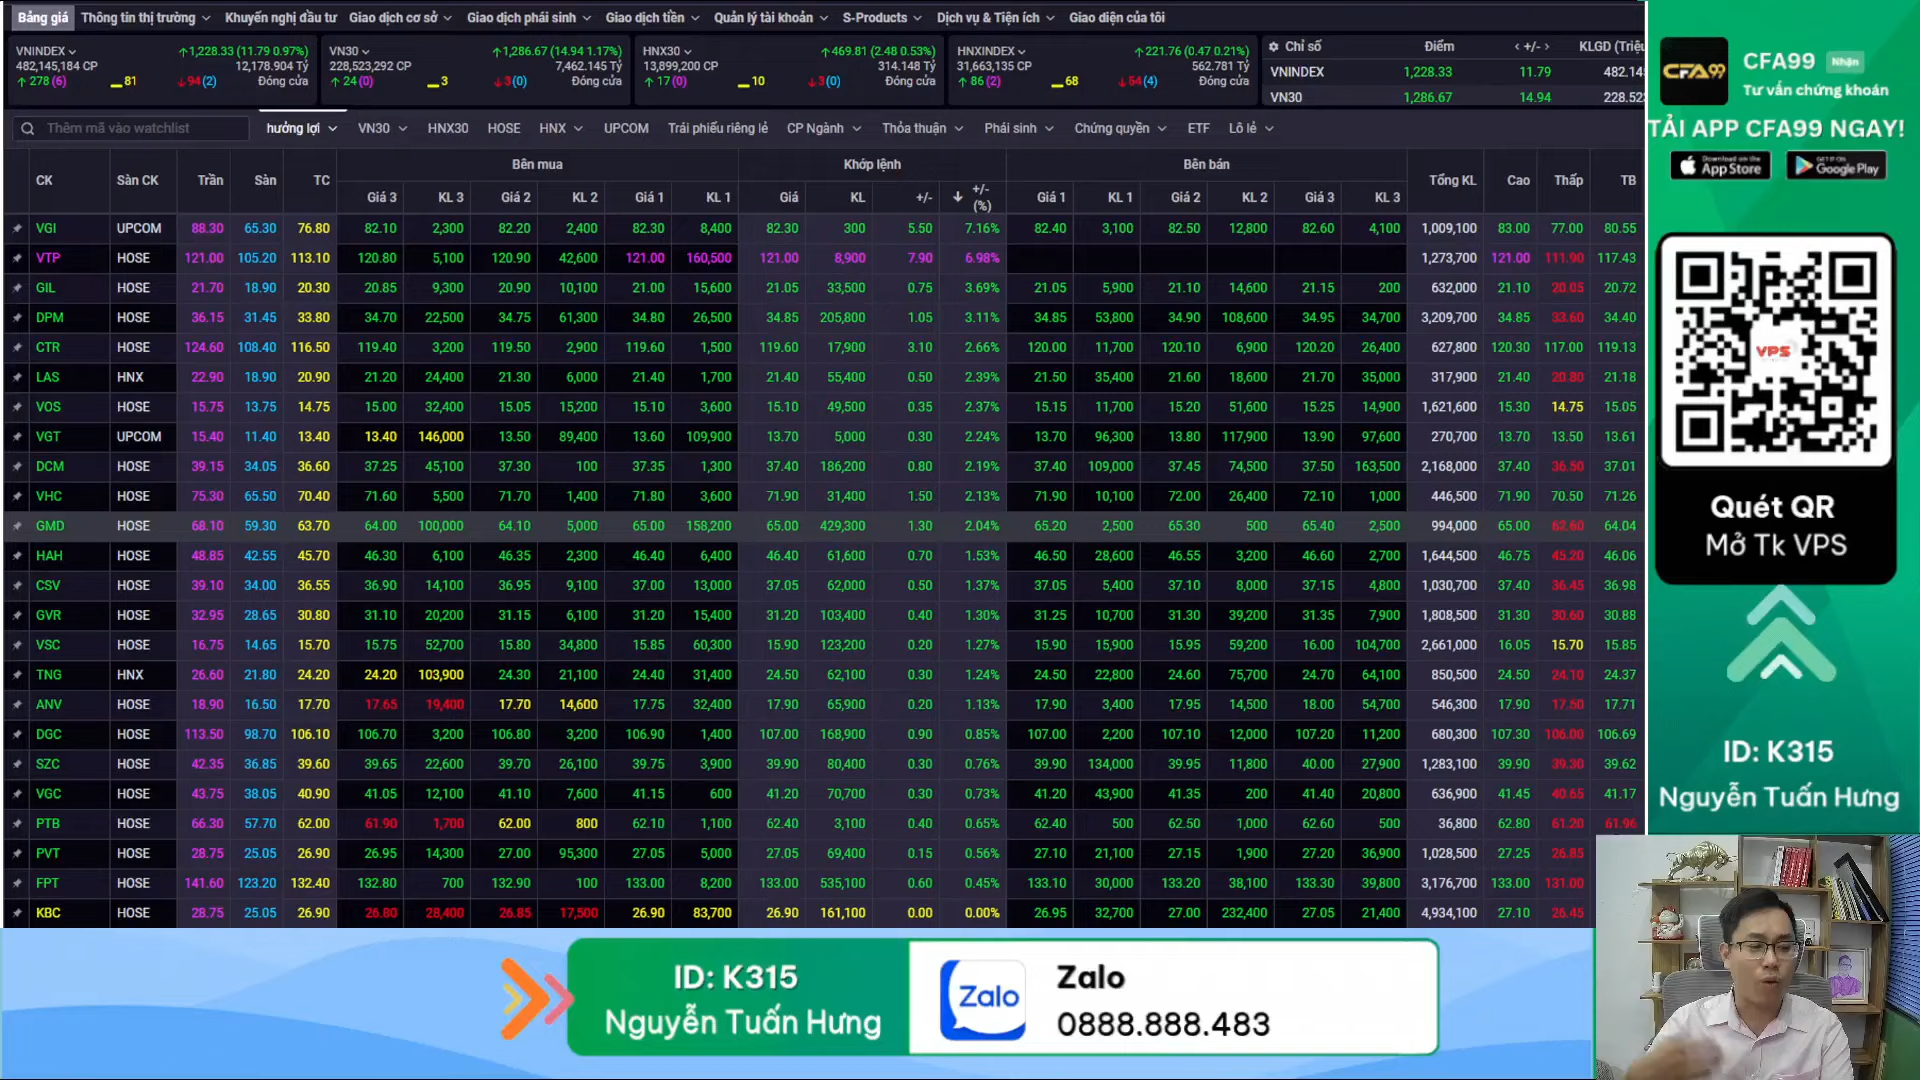 Bảng giá Thông tin thị trường Khuyến nghị đầu tư Giao dịch cơ sở Giao dịch phái sinh Giao dịch tiền Quản lý tài khoản S-Products Dịch vụ & Tiện ích Giao diện của tôi
VNINDEX 1,228.33 (11.79 0.97%)
482,145,184 CP 12,178.904 Tỷ
278 (6) 81 94 (2) Đóng cửa
VN30 1,286.67 (14.94 1.17%)
228,523,292 CP 7,462.145 Tỷ
24 (0) 3 3 (0) Đóng cửa
HNX30 469.81 (2.48 0.53%)
13,899,200 CP 314.148 Tỷ
17 (0) 10 3 (0) Đóng cửa
HNXINDEX 221.76 (0.47 0.21%)
31,663,135 CP 562.781 Tỷ
86 (2) 68 54 (4) Đóng cửa
Chỉ số Điểm < +/- > KLGD (Triệu
VNINDEX 1,228.33 11.79 482.14
VN30 1,286.67 14.94 228.52
Thêm mã vào watchlist hưởng lợi VN30 HNX30 HOSE HNX UPCOM Trái phiếu riêng lẻ CP Ngành Thỏa thuận Phái sinh Chứng quyền ETF Lô lẻ
CK Sàn CK Trần Sàn TC Bên mua Khớp lệnh Bên bán Tổng KL Cao Thấp TB
Giá 3 KL 3 Giá 2 KL 2 Giá 1 KL 1 Giá KL +/- +/- (%) Giá 1 KL 1 Giá 2 KL 2 Giá 3 KL 3
VGI UPCOM 88.30 65.30 76.80 82.10 2,300 82.20 2,400 82.30 8,400 82.30 300 5.50 7.16% 82.40 3,100 82.50 12,800 82.60 4,100 1,009,100 83.00 77.00 80.55
VTP HOSE 121.00 105.20 113.10 120.80 5,100 120.90 42,600 121.00 160,500 121.00 8,900 7.90 6.98% 1,273,700 121.00 111.90 117.43
GIL HOSE 21.70 18.90 20.30 20.85 9,300 20.90 10,100 21.00 15,600 21.05 33,500 0.75 3.69% 21.05 5,900 21.10 14,600 21.15 200 632,000 21.10 20.05 20.72
DPM HOSE 36.15 31.45 33.80 34.70 22,500 34.75 61,300 34.80 26,500 34.85 205,800 1.05 3.11% 34.85 53,800 34.90 108,600 34.95 34,700 3,209,700 34.85 33.60 34.40
CTR HOSE 124.60 108.40 116.50 119.40 3,200 119.50 2,900 119.60 1,500 119.60 17,900 3.10 2.66% 120.00 11,700 120.10 6,900 120.20 26,400 627,800 120.30 117.00 119.13
LAS HNX 22.90 18.90 20.90 21.20 24,400 21.30 6,000 21.40 1,700 21.40 55,400 0.50 2.39% 21.50 35,400 21.60 18,600 21.70 35,000 317,900 21.40 20.80 21.18
VOS HOSE 15.75 13.75 14.75 15.00 32,400 15.05 15,200 15.10 3,600 15.10 49,500 0.35 2.37% 15.15 11,700 15.20 51,600 15.25 14,900 1,621,600 15.30 14.75 15.05
VGT UPCOM 15.40 11.40 13.40 13.40 146,000 13.50 89,400 13.60 109,900 13.70 5,000 0.30 2.24% 13.70 96,300 13.80 117,900 13.90 97,600 270,700 13.70 13.50 13.61
DCM HOSE 39.15 34.05 36.60 37.25 45,100 37.30 100 37.35 1,300 37.40 186,200 0.80 2.19% 37.40 109,000 37.45 74,500 37.50 163,500 2,168,000 37.40 36.50 37.01
VHC HOSE 75.30 65.50 70.40 71.60 5,500 71.70 1,400 71.80 3,600 71.90 31,400 1.50 2.13% 71.90 10,100 72.00 26,400 72.10 1,000 446,500 71.90 70.50 71.26
GMD HOSE 68.10 59.30 63.70 64.00 100,000 64.10 5,000 65.00 158,200 65.00 429,300 1.30 2.04% 65.20 2,500 65.30 500 65.40 2,500 994,000 65.00 62.60 64.04
HAH HOSE 48.85 42.55 45.70 46.30 6,100 46.35 2,300 46.40 6,400 46.40 61,600 0.70 1.53% 46.50 28,600 46.55 3,200 46.60 2,700 1,644,500 46.75 45.20 46.06
CSV HOSE 39.10 34.00 36.55 36.90 14,100 36.95 9,100 37.00 13,000 37.05 62,000 0.50 1.37% 37.05 5,400 37.10 8,000 37.15 4,800 1,030,700 37.40 36.45 36.98
GVR HOSE 32.95 28.65 30.80 31.10 20,200 31.15 6,100 31.20 15,400 31.20 103,400 0.40 1.30% 31.25 10,700 31.30 39,200 31.35 7,900 1,808,500 31.30 30.60 30.88
VSC HOSE 16.75 14.65 15.70 15.75 52,700 15.80 34,800 15.85 60,300 15.90 123,200 0.20 1.27% 15.90 15,900 15.95 59,200 16.00 104,700 2,661,000 16.05 15.70 15.85
TNG HNX 26.60 21.80 24.20 24.20 103,900 24.30 21,100 24.40 31,400 24.50 62,100 0.30 1.24% 24.50 22,800 24.60 75,700 24.70 64,100 850,500 24.50 24.10 24.37
ANV HOSE 18.90 16.50 17.70 17.65 19,400 17.70 14,600 17.75 32,400 17.90 65,900 0.20 1.13% 17.90 3,400 17.95 14,500 18.00 54,700 546,300 17.90 17.50 17.71
DGC HOSE 113.50 98.70 106.10 106.70 3,200 106.80 3,200 106.90 1,400 107.00 168,900 0.90 0.85% 107.00 2,200 107.10 12,000 107.20 11,200 680,300 107.30 106.00 106.69
SZC HOSE 42.35 36.85 39.60 39.65 22,600 39.70 26,100 39.75 3,900 39.90 80,400 0.30 0.76% 39.90 134,000 39.95 11,800 40.00 27,900 1,283,100 39.90 39.30 39.62
VGC HOSE 43.75 38.05 40.90 41.05 12,100 41.10 7,600 41.15 600 41.20 70,700 0.30 0.73% 41.20 43,900 41.35 200 41.40 20,800 636,900 41.45 40.65 41.17
PTB HOSE 66.30 57.70 62.00 61.90 1,700 62.00 800 62.10 1,100 62.40 3,100 0.40 0.65% 62.40 500 62.50 1,000 62.60 500 36,800 62.80 61.20 61.96
PVT HOSE 28.75 25.05 26.90 26.95 14,300 27.00 95,300 27.05 5,000 27.05 69,400 0.15 0.56% 27.10 21,100 27.15 1,900 27.20 36,900 1,028,500 27.25 26.85
FPT HOSE 141.60 123.20 132.40 132.80 700 132.90 100 133.00 8,200 133.00 535,100 0.60 0.45% 133.10 30,000 133.20 38,100 133.30 39,800 3,176,700 133.00 131.00
KBC HOSE 28.75 25.05 26.90 26.80 28,400 26.85 17,500 26.90 83,700 26.90 161,100 0.00 0.00% 26.95 32,700 27.00 232,400 27.05 21,400 4,934,100 27.10 26.45
CFA99
CFA99 Nhận
Tư vấn chứng khoán
TẢI APP CFA99 NGAY!
Download on the App Store
GET IT ON Google Play
VPS
Quét QR
Mở Tk VPS
ID: K315
Nguyễn Tuấn Hưng
ID: K315
Nguyễn Tuấn Hưng
Zalo
Zalo
0888.888.483